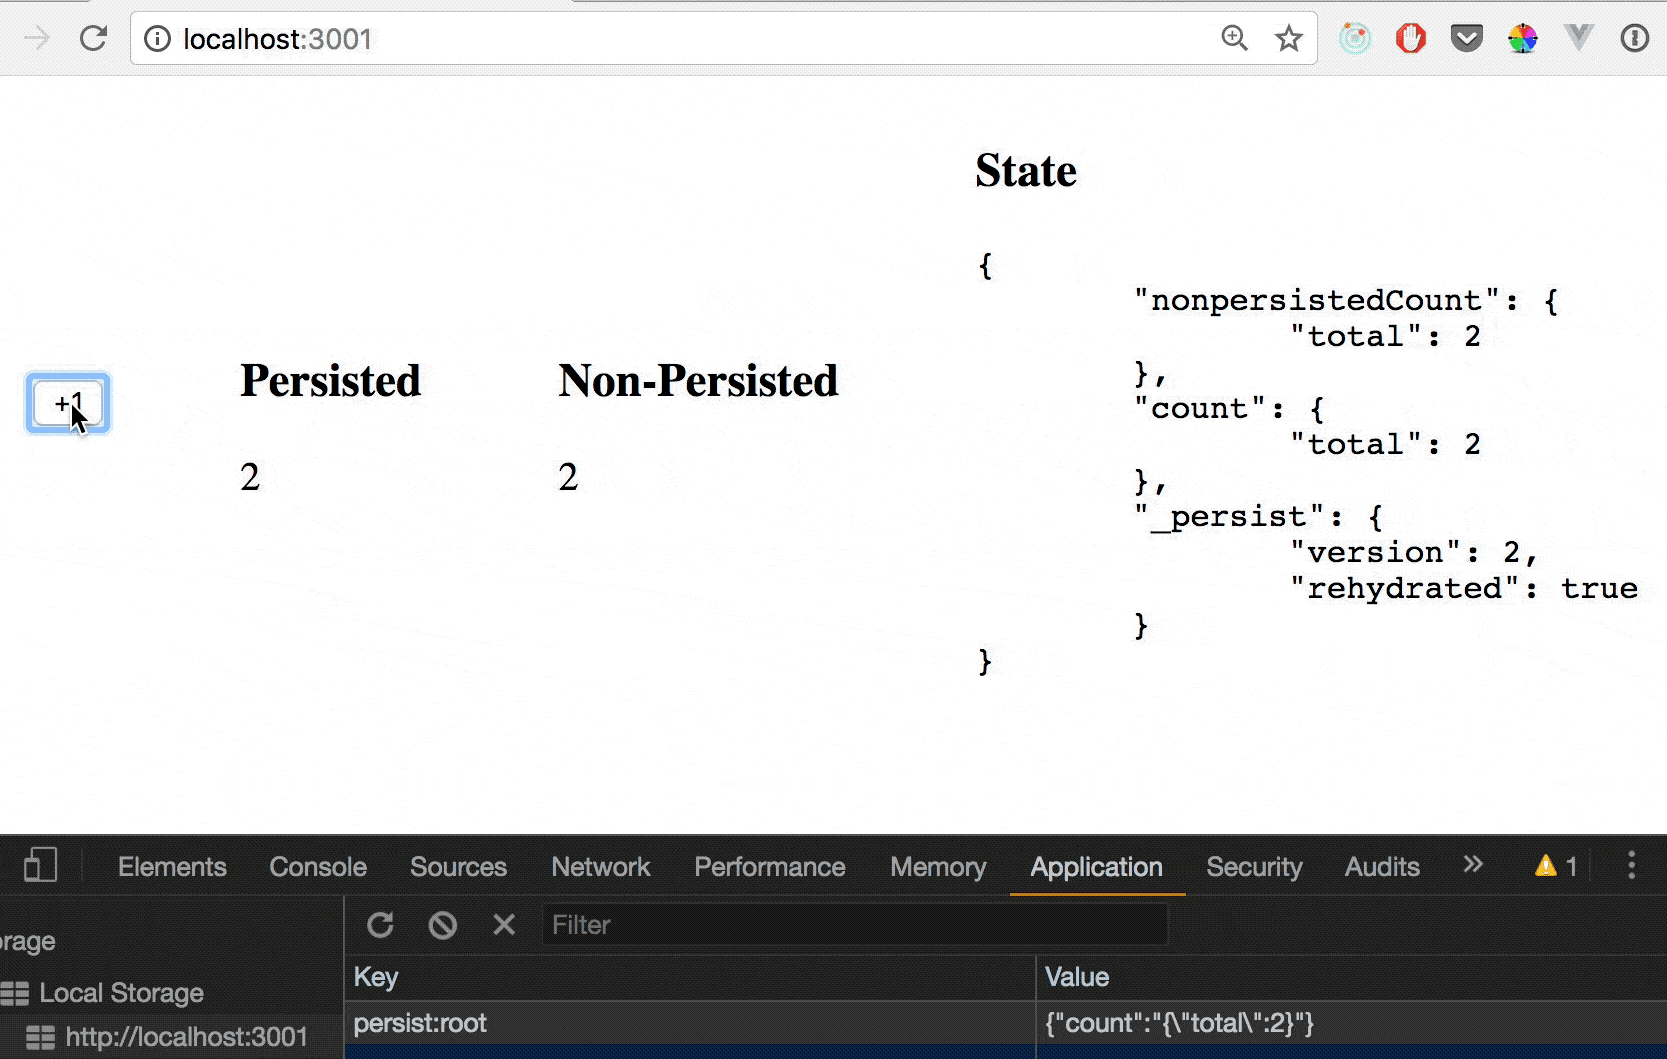 localhost:3001
State
{
"nonpersistedCount": {
"total": 2
},
"count": {
"total": 2
},
"_persist": {
"version": 2,
"rehydrated": true
}
}
+1
Persisted
Non-Persisted
2
2
Elements Console Sources Network Performance Memory Application Security Audits » 1
orage
Filter
Key Value
Local Storage
http://localhost:3001
persist:root {"count":"{\"total\":2}"}